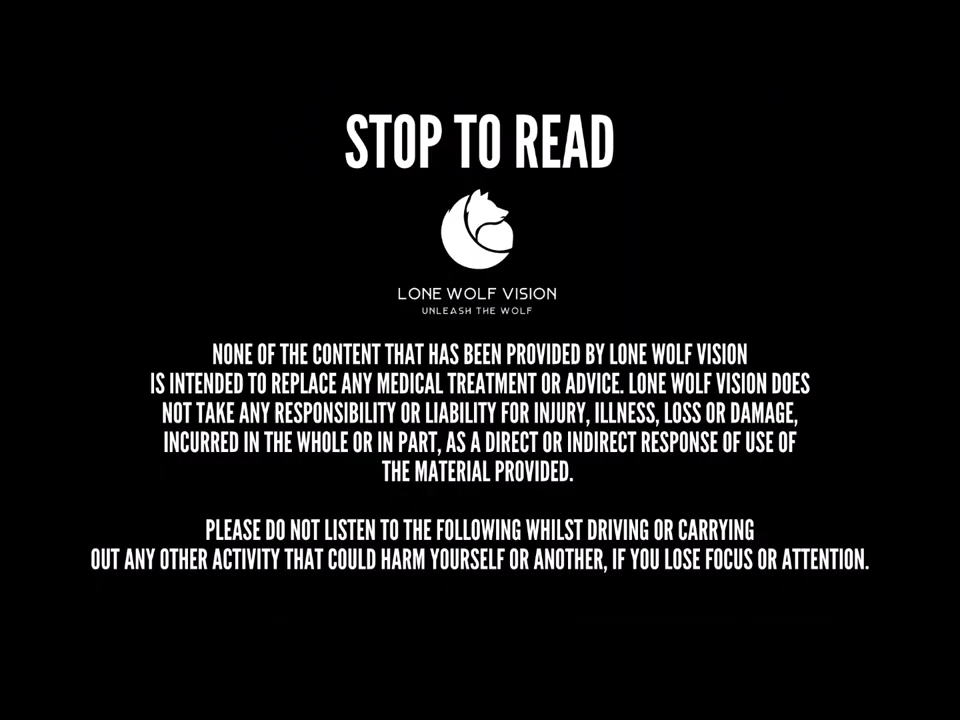 STOP TO READ
LONE WOLF VISION
UNLEASH THE WOLF
NONE OF THE CONTENT THAT HAS BEEN PROVIDED BY LONE WOLF VISION
IS INTENDED TO REPLACE ANY MEDICAL TREATMENT OR ADVICE. LONE WOLF VISION DOES
NOT TAKE ANY RESPONSIBILITY OR LIABILITY FOR INJURY, ILLNESS, LOSS OR DAMAGE,
INCURRED IN THE WHOLE OR IN PART, AS A DIRECT OR INDIRECT RESPONSE OF USE OF
THE MATERIAL PROVIDED.
PLEASE DO NOT LISTEN TO THE FOLLOWING WHILST DRIVING OR CARRYING
OUT ANY OTHER ACTIVITY THAT COULD HARM YOURSELF OR ANOTHER, IF YOU LOSE FOCUS OR ATTENTION.